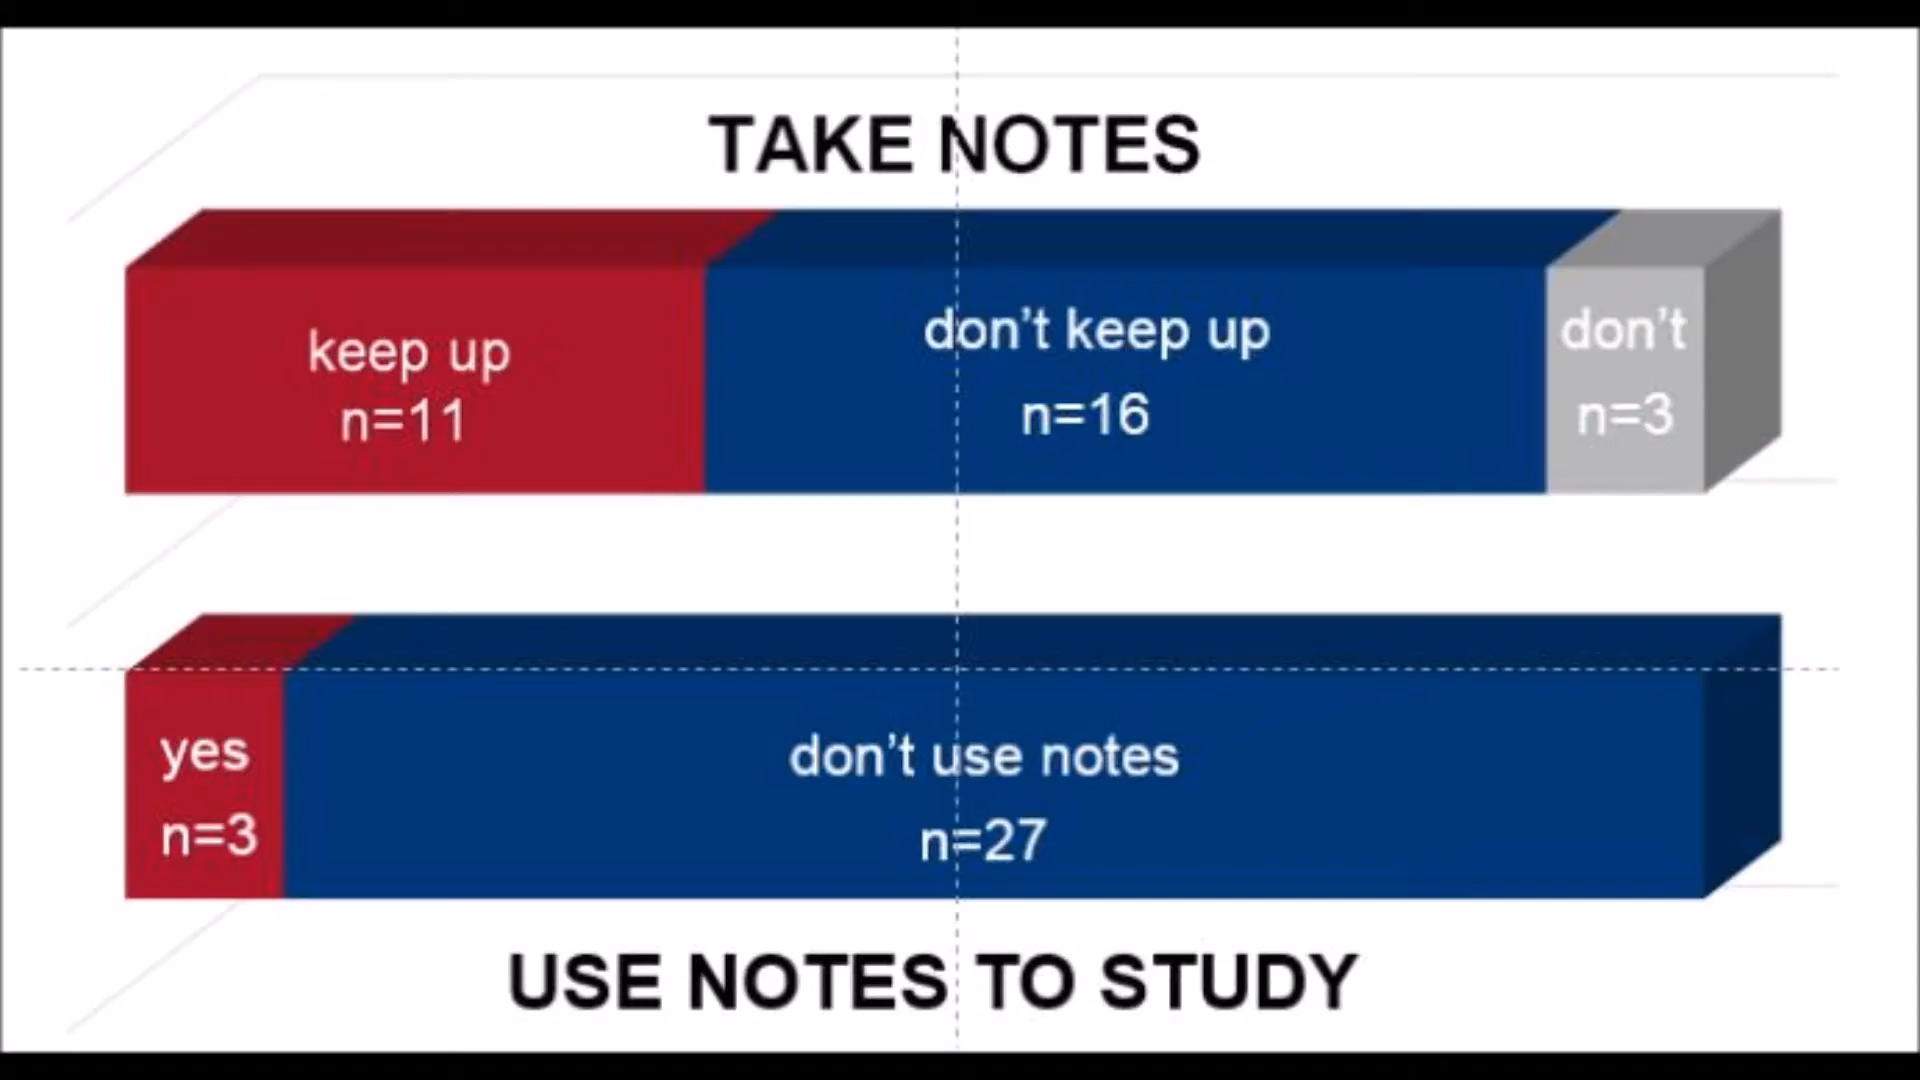 TAKE NOTES
keep up
n=11
don't keep up
n=16
don't
n=3
yes
n=3
don't use notes
n=27
USE NOTES TO STUDY